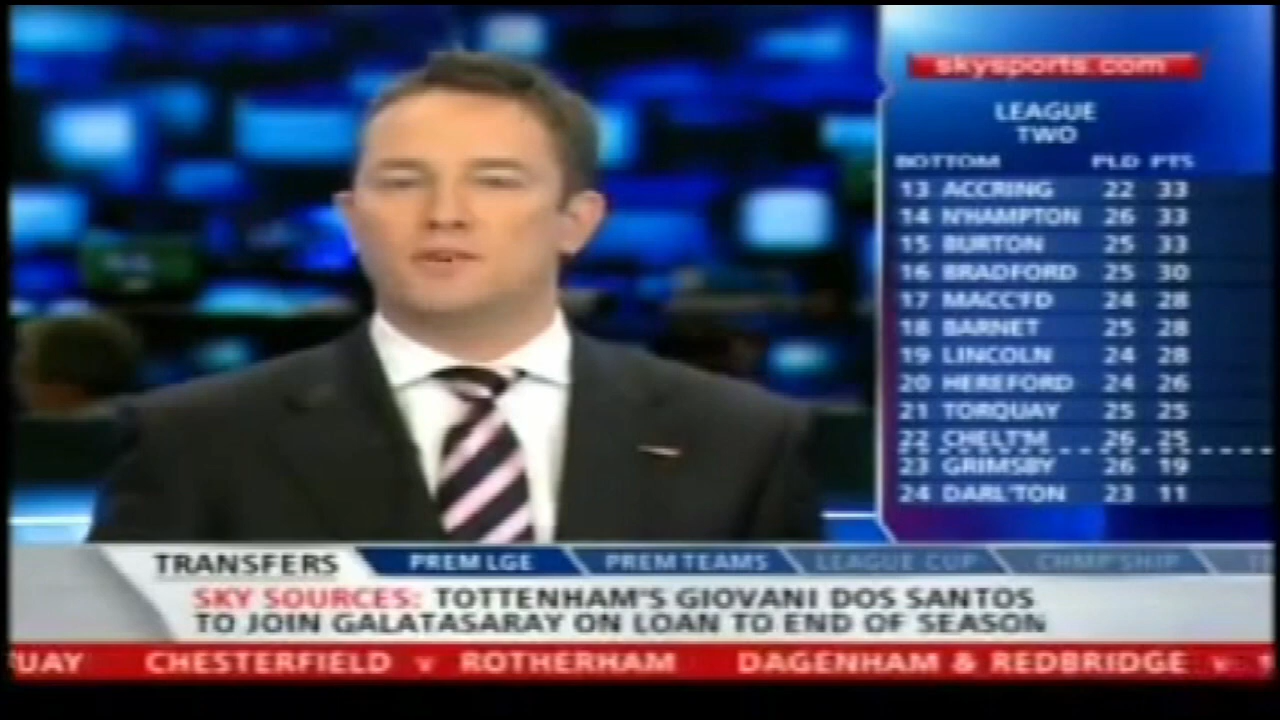 skysports.com
LEAGUE
TWO
BOTTOM PLD PTS
13 ACCRING 22 33
14 N'HAMPTON 26 33
15 BURTON 25 33
16 BRADFORD 25 30
17 MACC'FD 24 28
18 BARNET 25 28
19 LINCOLN 24 28
20 HEREFORD 24 26
21 TORQUAY 25 25
22 CHELT'M 26 25
23 GRIMSBY 26 19
24 DARL'TON 23 11
TRANSFERS PREM LGE PREM TEAMS LEAGUE CUP CHMP'SHIP
SKY SOURCES: TOTTENHAM'S GIOVANI DOS SANTOS
TO JOIN GALATASARAY ON LOAN TO END OF SEASON
UAY CHESTERFIELD v ROTHERHAM DAGENHAM & REDBRIDGE v